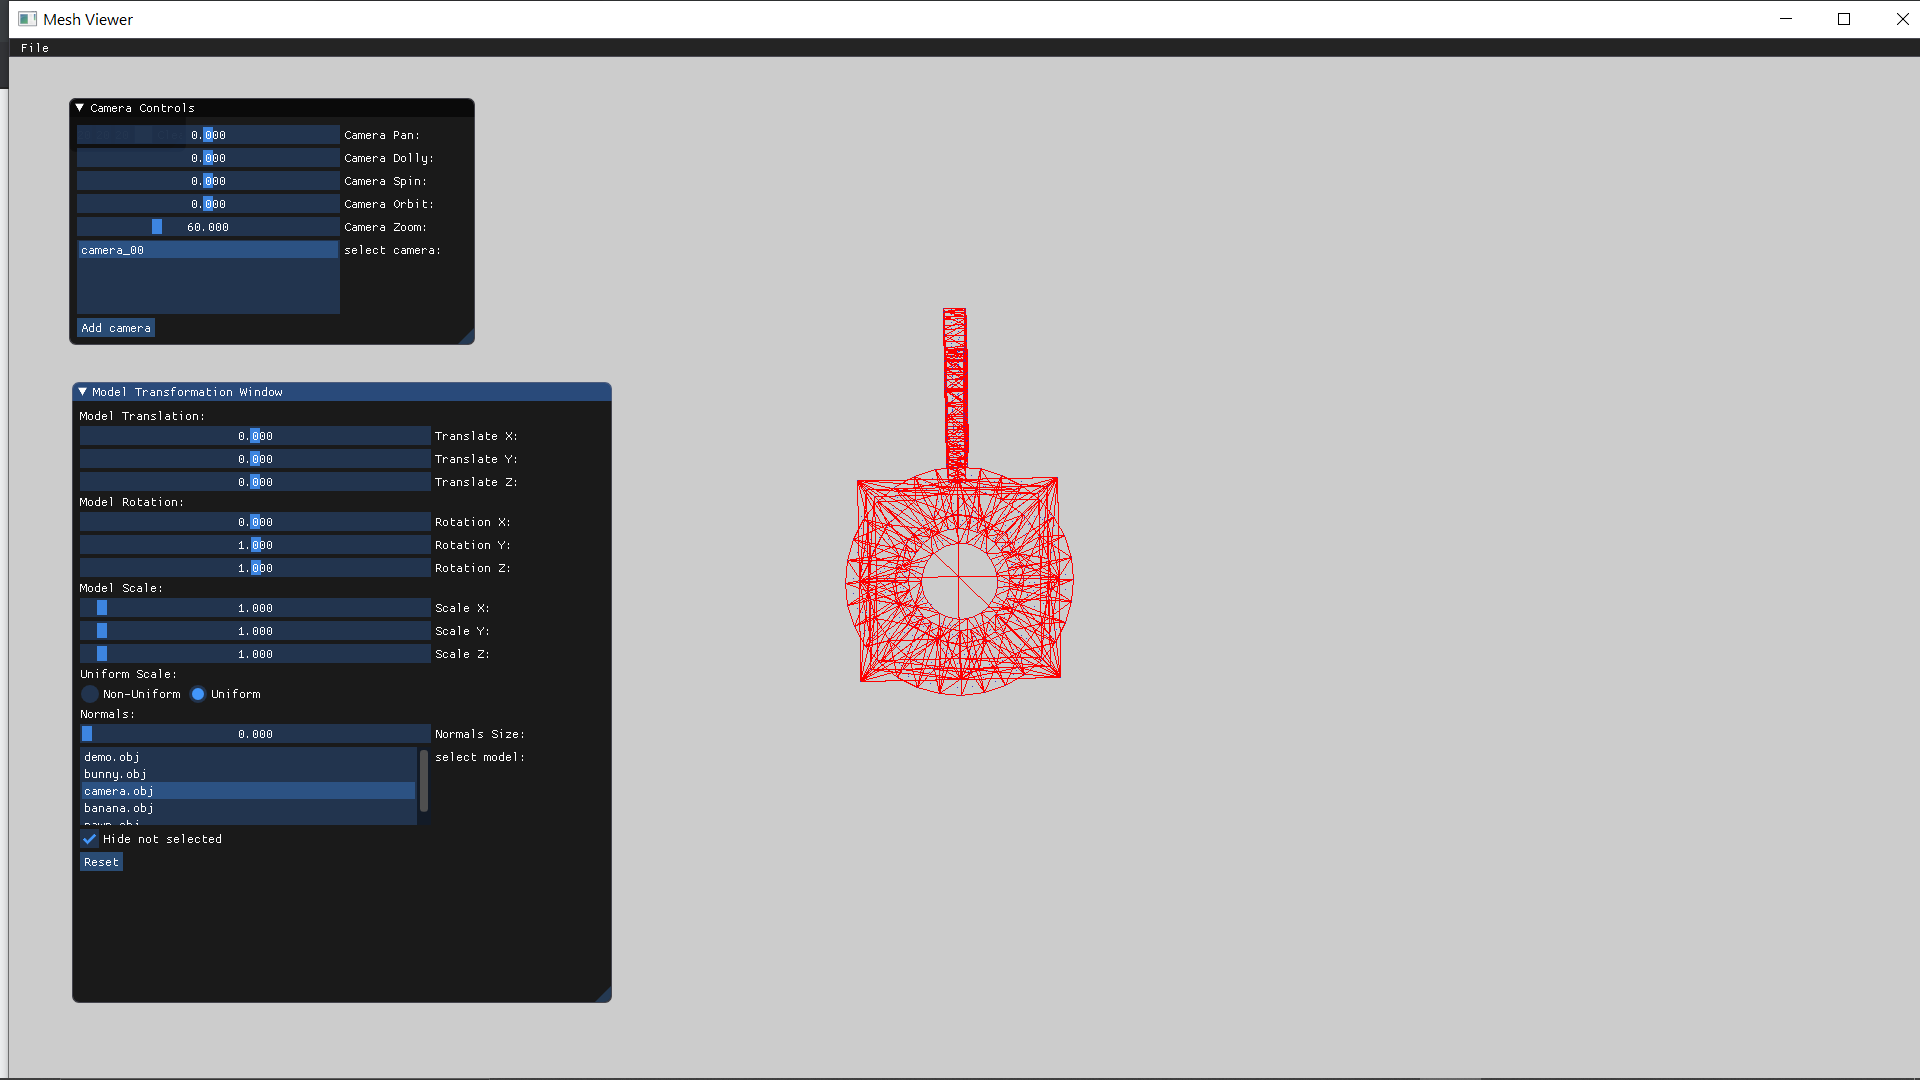 Mesh Viewer
File
Camera Controls
0.000 Camera Pan:
0.000 Camera Dolly:
0.000 Camera Spin:
0.000 Camera Orbit:
60.000 Camera Zoom:
camera_00 select camera:
Add camera
Model Transformation Window
Model Translation:
0.000 Translate X:
0.000 Translate Y:
0.000 Translate Z:
Model Rotation:
0.000 Rotation X:
1.000 Rotation Y:
1.000 Rotation Z:
Model Scale:
1.000 Scale X:
1.000 Scale Y:
1.000 Scale Z:
Uniform Scale:
Non-Uniform Uniform
Normals:
0.000 Normals Size:
demo.obj select model:
bunny.obj
camera.obj
banana.obj
Hide not selected
Reset